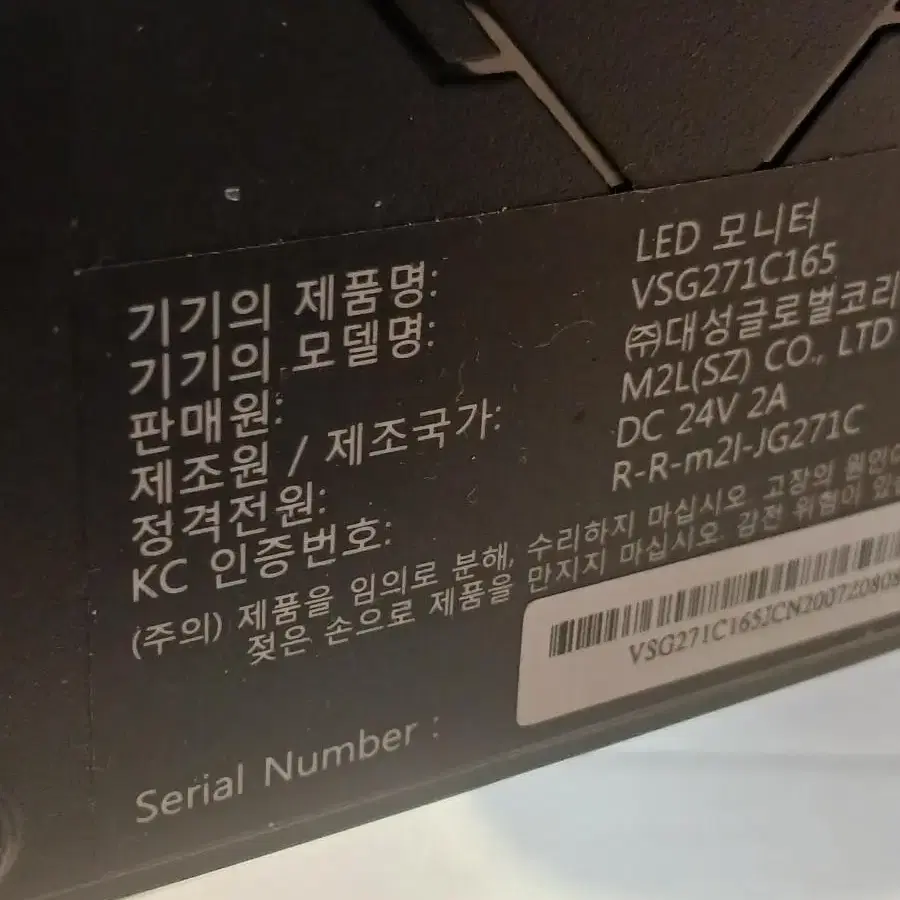 기기의 제품명: LED 모니터
기기의 모델명: VSG271C165
판매원: ㈜대성글로벌코리
제조원 / 제조국가: M2L(SZ) CO., LTD
정격전원: DC 24V 2A
KC 인증번호: R-R-m2l-JG271C
(주의) 제품을 임의로 분해, 수리하지 마십시오. 고장의 원인이
젖은 손으로 제품을 만지지 마십시오. 감전 위험이 있습
VSG271C165JCN2007Z0808
Serial Number :